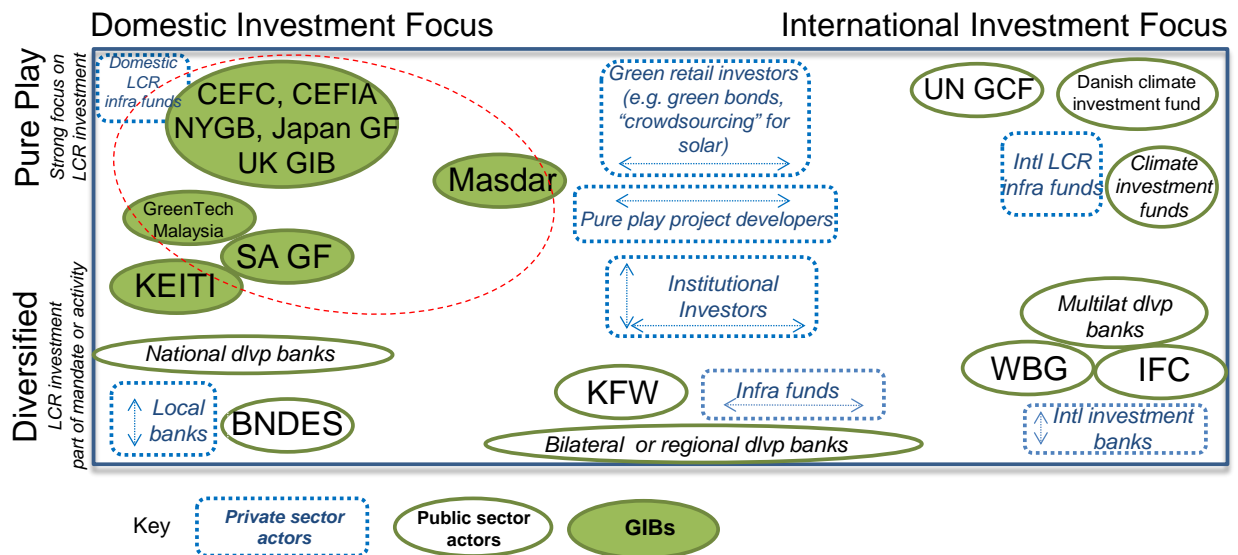 Domestic Investment Focus
International Investment Focus
Pure Play
Strong focus on
LCR investment
Domestic
LCR
infra funds
CEFC, CEFIA
NYGB, Japan GF
UK GIB
Masdar
GreenTech
Malaysia
SA GF
KEITI
Green retail investors
(e.g. green bonds,
“crowdsourcing” for
solar)
Pure play project developers
Institutional
Investors
UN GCF
Danish climate
investment fund
Intl LCR
infra funds
Climate
investment
funds
Diversified
LCR investment
part of mandate or activity
National dlvp banks
Local
banks
BNDES
KFW
Infra funds
Bilateral or regional dlvp banks
Multilat dlvp
banks
WBG
IFC
Intl investment
banks
Key
Private sector
actors
Public sector
actors
GIBs